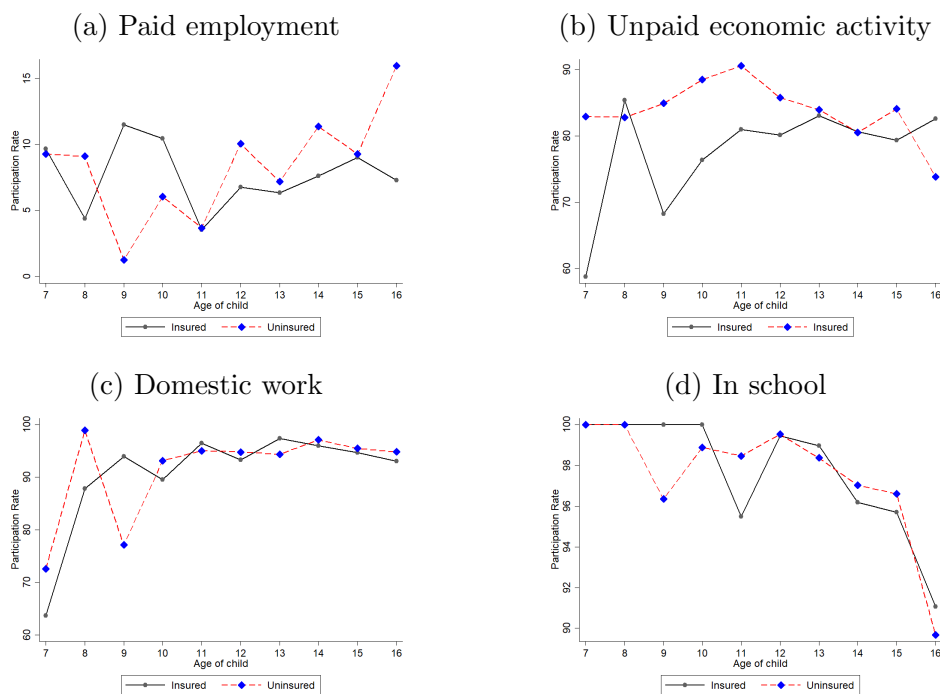 (a) Paid employment
Participation Rate
15
10
5
0
7 8 9 10 11 12 13 14 15 16
Age of child
Insured Uninsured
(b) Unpaid economic activity
Participation Rate
90
80
70
60
7 8 9 10 11 12 13 14 15 16
Age of child
Insured Insured
(c) Domestic work
Participation Rate
100
90
80
70
60
7 8 9 10 11 12 13 14 15 16
Age of child
Insured Uninsured
(d) In school
Participation Rate
100
98
96
94
92
90
7 8 9 10 11 12 13 14 15 16
Age of child
Insured Uninsured